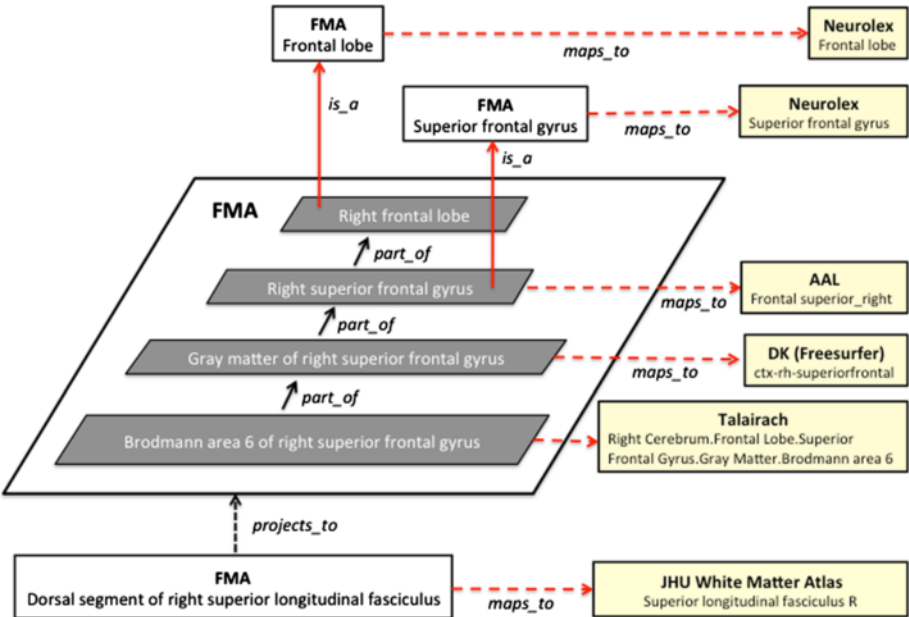 FMA
Frontal lobe
maps_to
Neurolex
Frontal lobe
is_a
FMA
Superior frontal gyrus
maps_to
Neurolex
Superior frontal gyrus
is_a
FMA
Right frontal lobe
part_of
Right superior frontal gyrus
maps_to
AAL
Frontal superior_right
part_of
Gray matter of right superior frontal gyrus
maps_to
DK (Freesurfer)
ctx-rh-superiorfrontal
part_of
Brodmann area 6 of right superior frontal gyrus
Talairach
Right Cerebrum.Frontal Lobe.Superior
Frontal Gyrus.Gray Matter.Brodmann area 6
projects_to
FMA
Dorsal segment of right superior longitudinal fasciculus
maps_to
JHU White Matter Atlas
Superior longitudinal fasciculus R